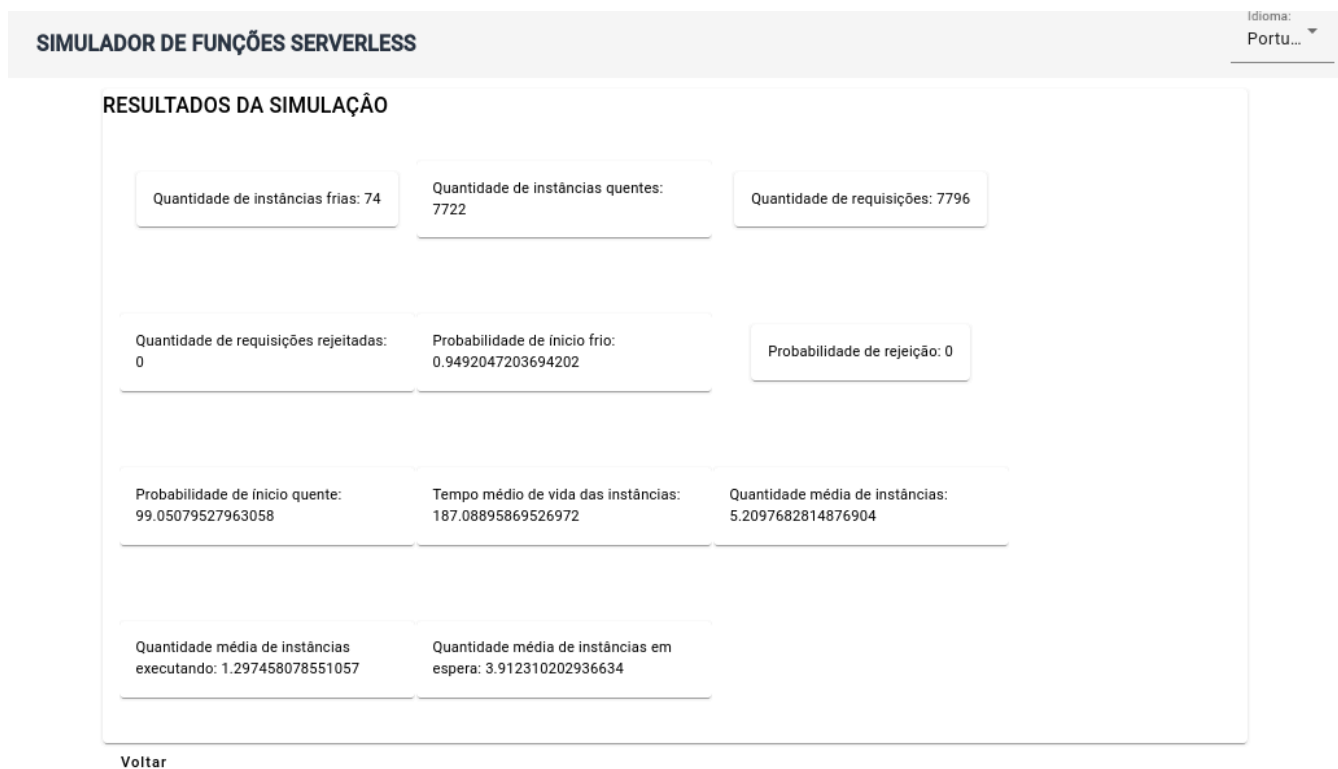 Idioma:
SIMULADOR DE FUNÇÕES SERVERLESS
Portu...
RESULTADOS DA SIMULAÇÂO
Quantidade de instâncias frias: 74
Quantidade de instâncias quentes:
7722
Quantidade de requisições: 7796
Quantidade de requisições rejeitadas:
0
Probabilidade de ínicio frio:
0.9492047203694202
Probabilidade de rejeição: 0
Probabilidade de ínicio quente:
99.05079527963058
Tempo médio de vida das instâncias:
187.08895869526972
Quantidade média de instâncias:
5.2097682814876904
Quantidade média de instâncias
executando: 1.297458078551057
Quantidade média de instâncias em
espera: 3.912310202936634
Voltar